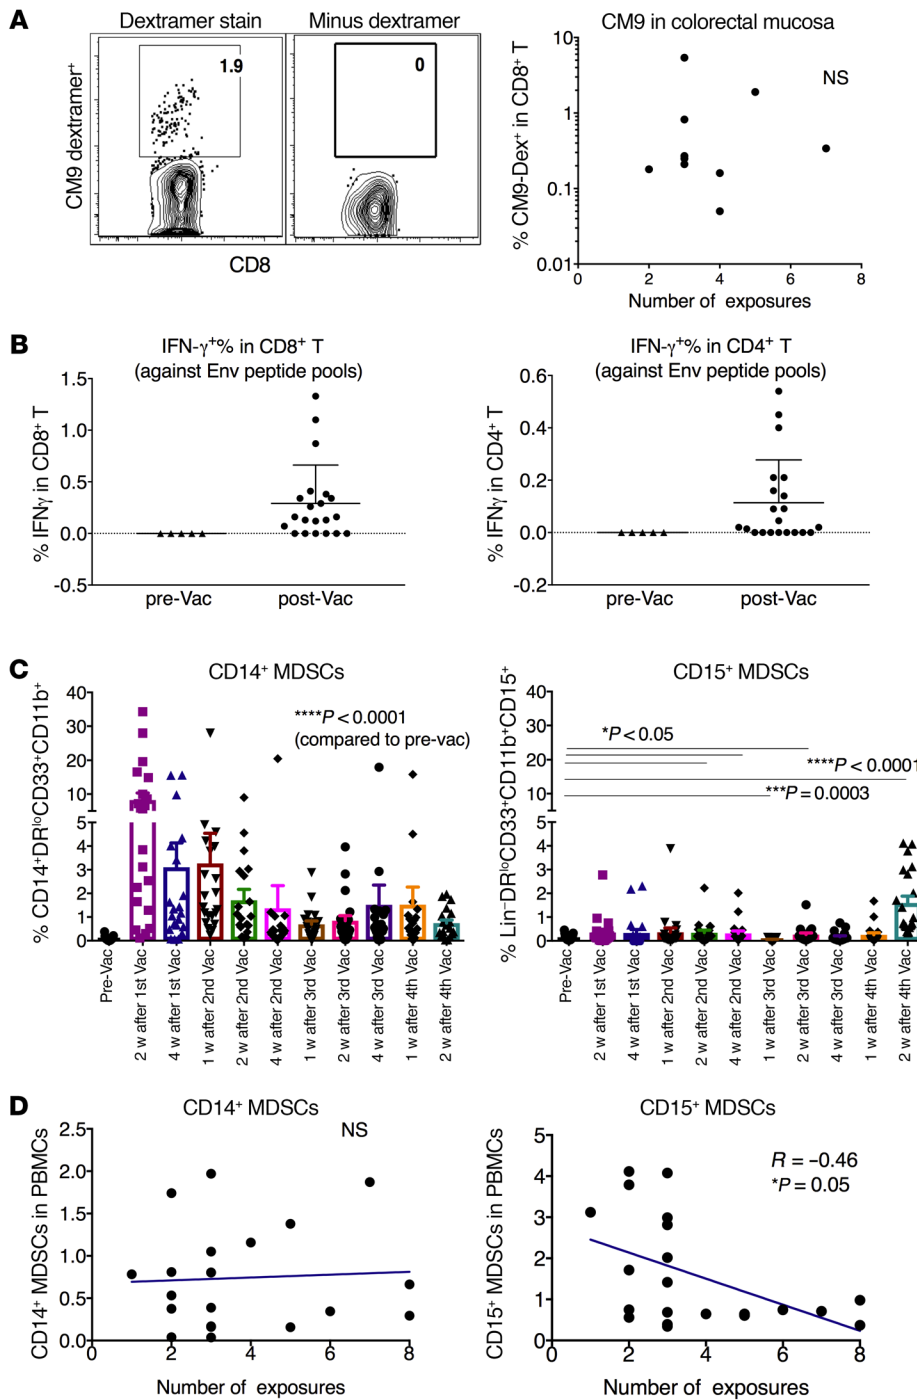 A
Dextramer stain
Minus dextramer
1.9
0
CM9 dextramer⁺
CD8
CM9 in colorectal mucosa
NS
% CM9-Dex⁺ in CD8⁺ T
10
1
0.1
0.01
0 2 4 6 8
Number of exposures
B
IFN-γ⁺% in CD8⁺ T
(against Env peptide pools)
% IFNγ in CD8⁺ T
1.5
1.0
0.5
0.0
-0.5
pre-Vac post-Vac
IFN-γ⁺% in CD4⁺ T
(against Env peptide pools)
% IFNγ in CD4⁺ T
0.6
0.4
0.2
0.0
-0.2
pre-Vac post-Vac
C
CD14⁺ MDSCs
****P < 0.0001
(compared to pre-vac)
% CD14⁺DRˡᵒCD33⁺CD11b⁺
40
30
20
10
5
4
3
2
1
0
Pre-Vac
2 w after 1st Vac
4 w after 1st Vac
1 w after 2nd Vac
2 w after 2nd Vac
4 w after 2nd Vac
1 w after 3rd Vac
2 w after 3rd Vac
4 w after 3rd Vac
1 w after 4th Vac
2 w after 4th Vac
CD15⁺ MDSCs
*P < 0.05
****P < 0.0001
***P = 0.0003
% Lin⁻DRˡᵒCD33⁺CD11b⁺CD15⁺
40
30
20
10
5
4
3
2
1
0
Pre-Vac
2 w after 1st Vac
4 w after 1st Vac
1 w after 2nd Vac
2 w after 2nd Vac
4 w after 2nd Vac
1 w after 3rd Vac
2 w after 3rd Vac
4 w after 3rd Vac
1 w after 4th Vac
2 w after 4th Vac
D
CD14⁺ MDSCs
NS
CD14⁺ MDSCs in PBMCs
2.5
2.0
1.5
1.0
0.5
0.0
0 2 4 6 8
Number of exposures
CD15⁺ MDSCs
R = –0.46
*P = 0.05
CD15⁺ MDSCs in PBMCs
5
4
3
2
1
0
0 2 4 6 8
Number of exposures